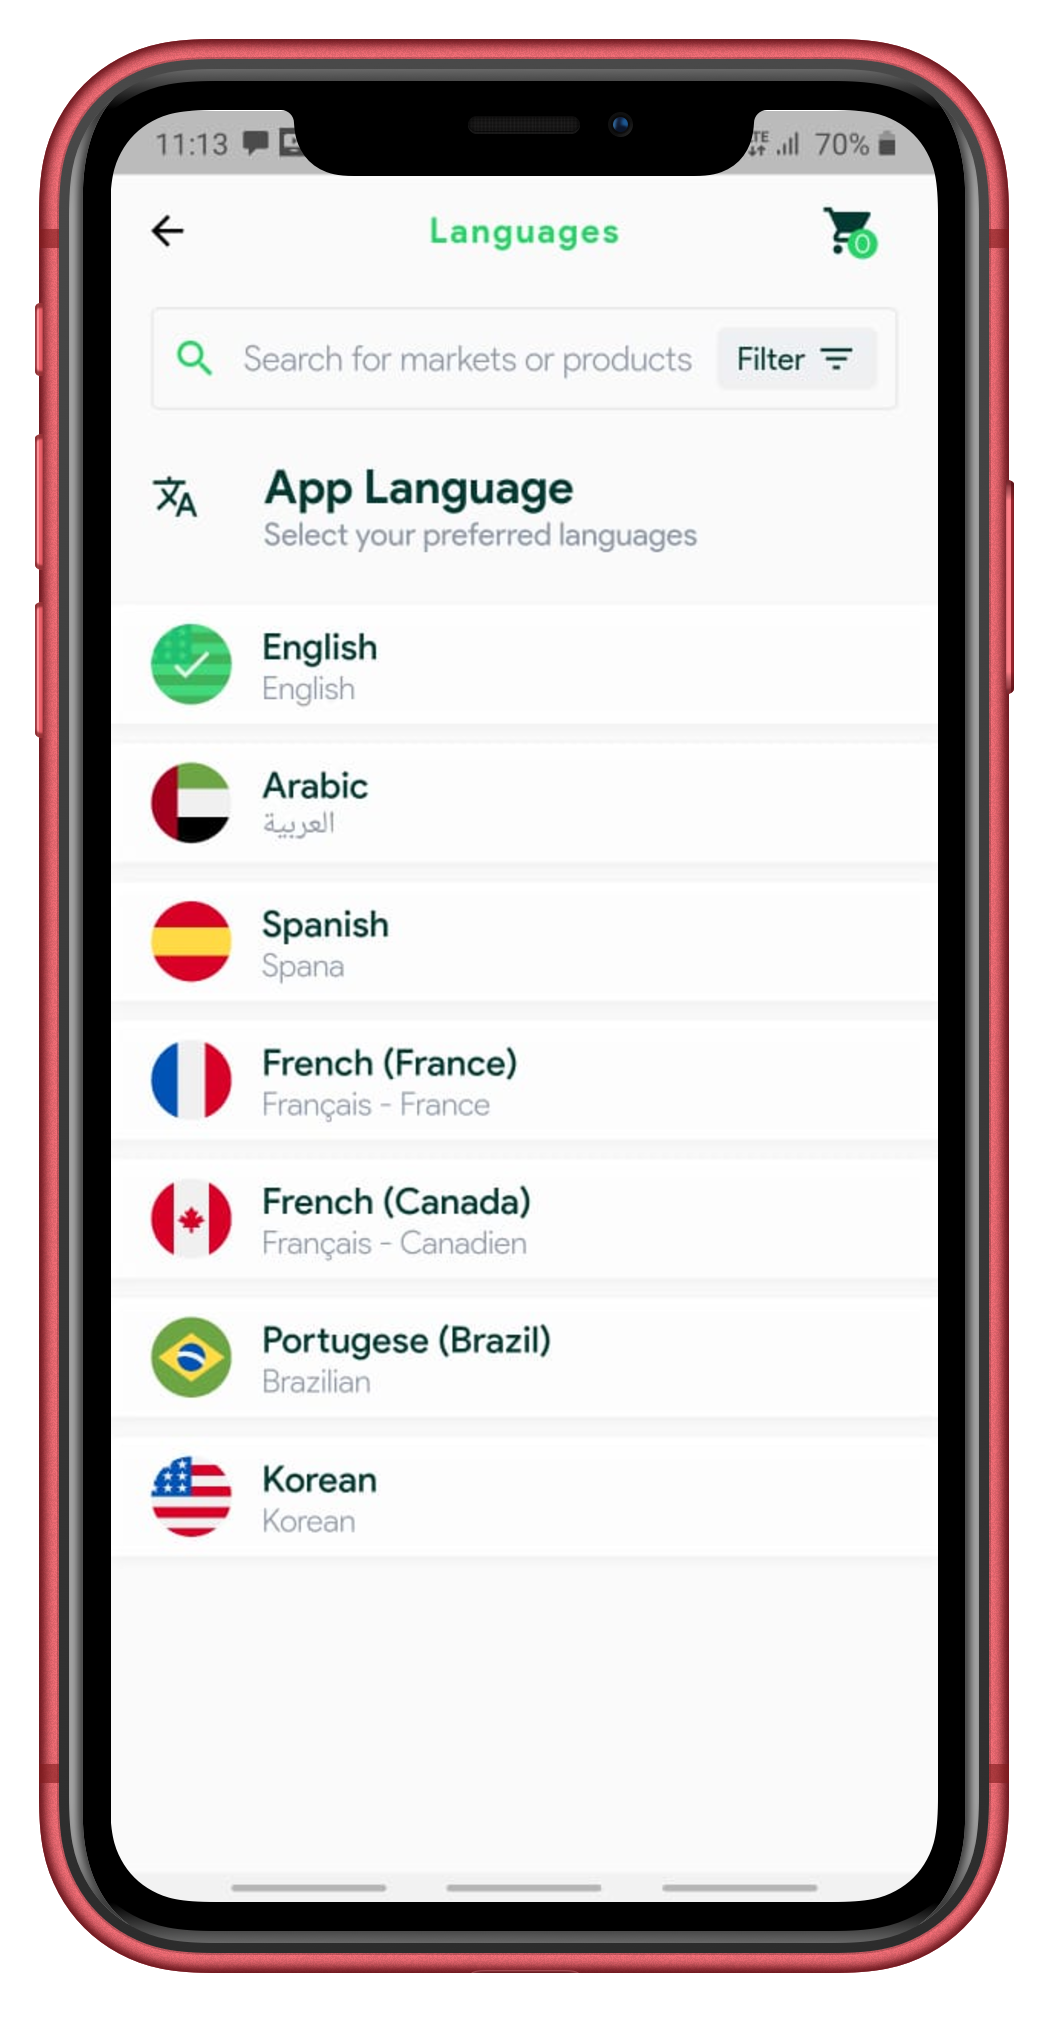 11:13 70%
Languages
0
Search for markets or products Filter
App Language
Select your preferred languages
English
English
Arabic
العربية
Spanish
Spana
French (France)
Français - France
French (Canada)
Français - Canadien
Portugese (Brazil)
Brazilian
Korean
Korean